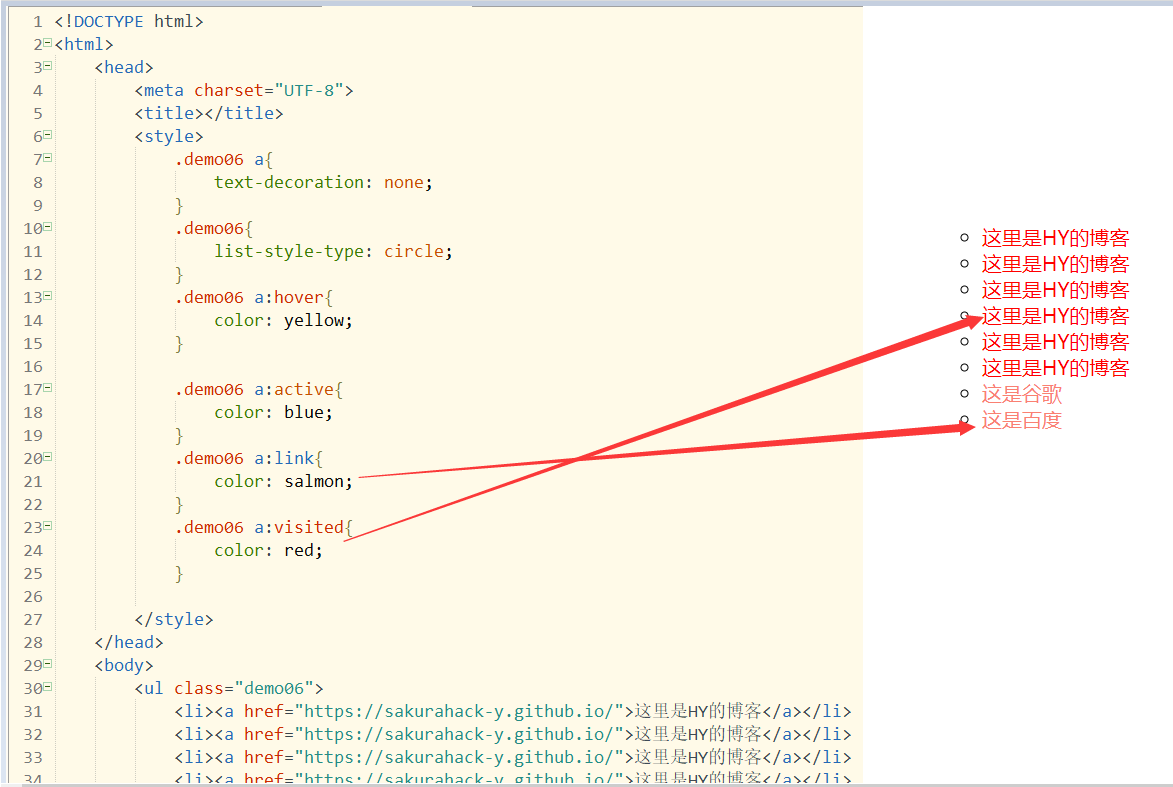 1 <!DOCTYPE html>
2 <html>
3 <head>
4 <meta charset="UTF-8">
5 <title></title>
6 <style>
7 .demo06 a{
8 text-decoration: none;
9 }
10 .demo06{
11 list-style-type: circle;
12 }
13 .demo06 a:hover{
14 color: yellow;
15 }
16
17 .demo06 a:active{
18 color: blue;
19 }
20 .demo06 a:link{
21 color: salmon;
22 }
23 .demo06 a:visited{
24 color: red;
25 }
26
27 </style>
28 </head>
29 <body>
30 <ul class="demo06">
31 <li><a href="https://sakurahack-y.github.io/">这里是HY的博客</a></li>
32 <li><a href="https://sakurahack-y.github.io/">这里是HY的博客</a></li>
33 <li><a href="https://sakurahack-y.github.io/">这里是HY的博客</a></li>
34 <li><a href="https://sakurahack-y.github.io/">这里是HY的博客</a></li>
这里是HY的博客
这里是HY的博客
这里是HY的博客
这里是HY的博客
这里是HY的博客
这里是HY的博客
这是谷歌
这是百度